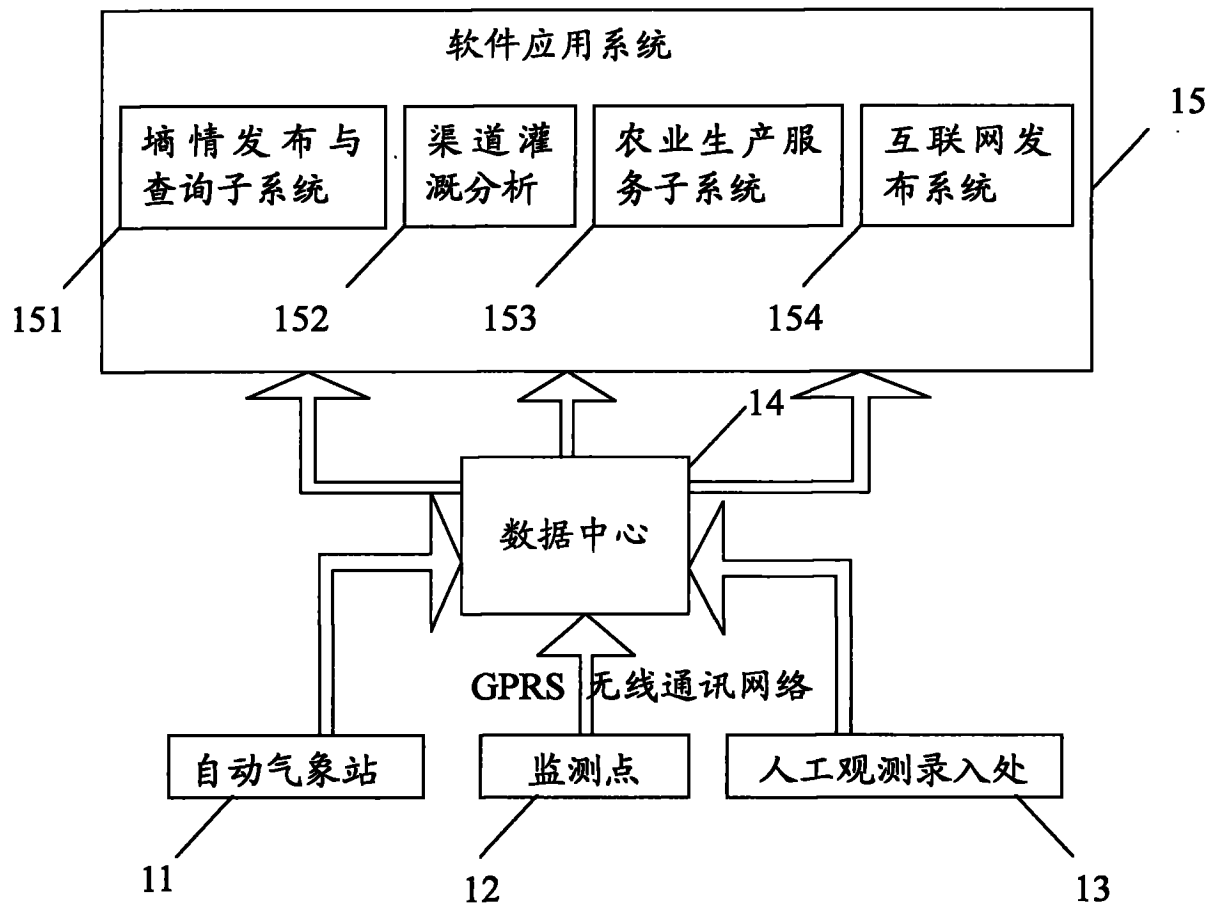 软件应用系统
15
墒情发布与
查询子系统
渠道灌
溉分析
农业生产服
务子系统
互联网发
布系统
151
152
153
154
14
数据中心
GPRS 无线通讯网络
自动气象站
监测点
人工观测录入处
11
12
13